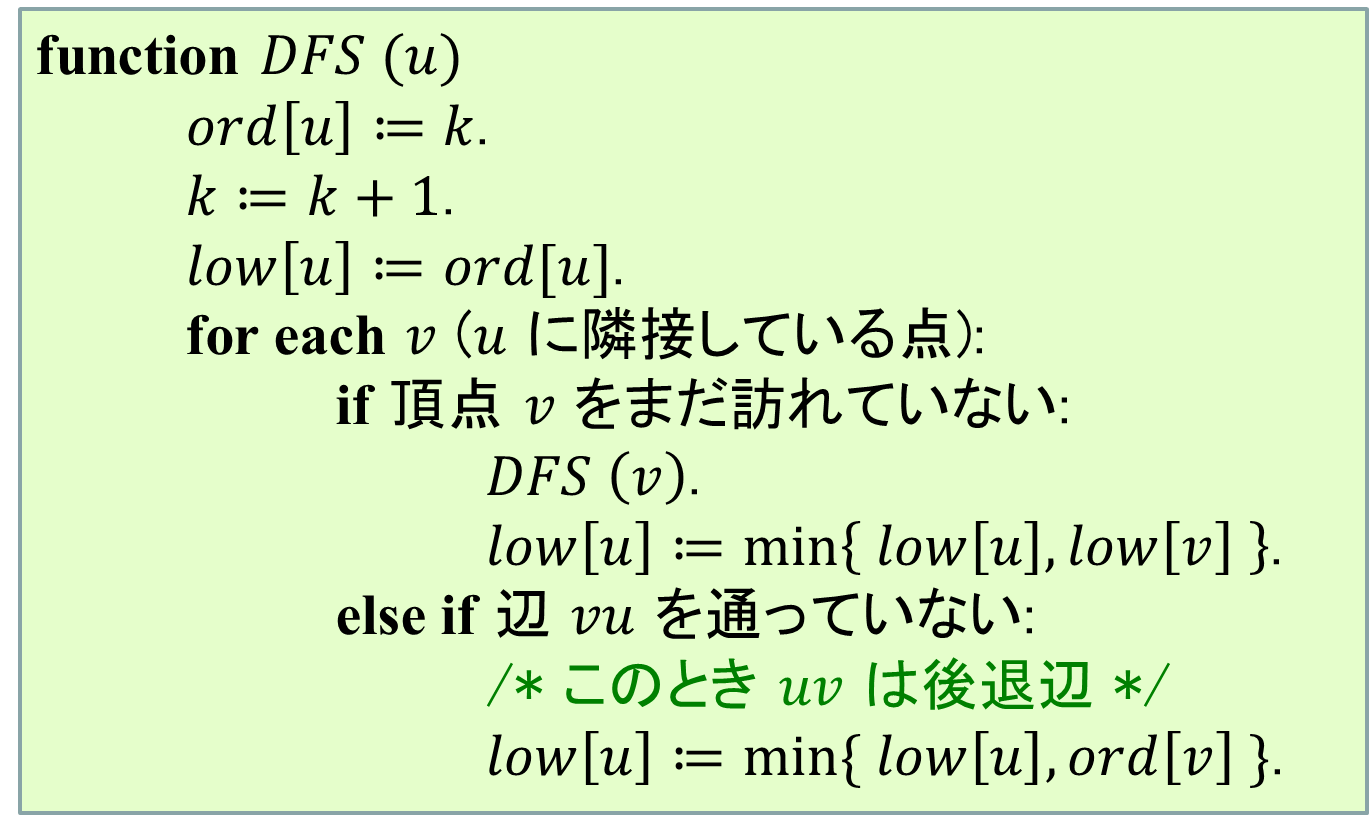 function DFS (u)
ord[u] ≔ k.
k ≔ k + 1.
low[u] ≔ ord[u].
for each v (u に隣接している点):
if 頂点 v をまだ訪れていない:
DFS (v).
low[u] ≔ min{ low[u], low[v] }.
else if 辺 vu を通っていない:
/* このとき uv は後退辺 */
low[u] ≔ min{ low[u], ord[v] }.